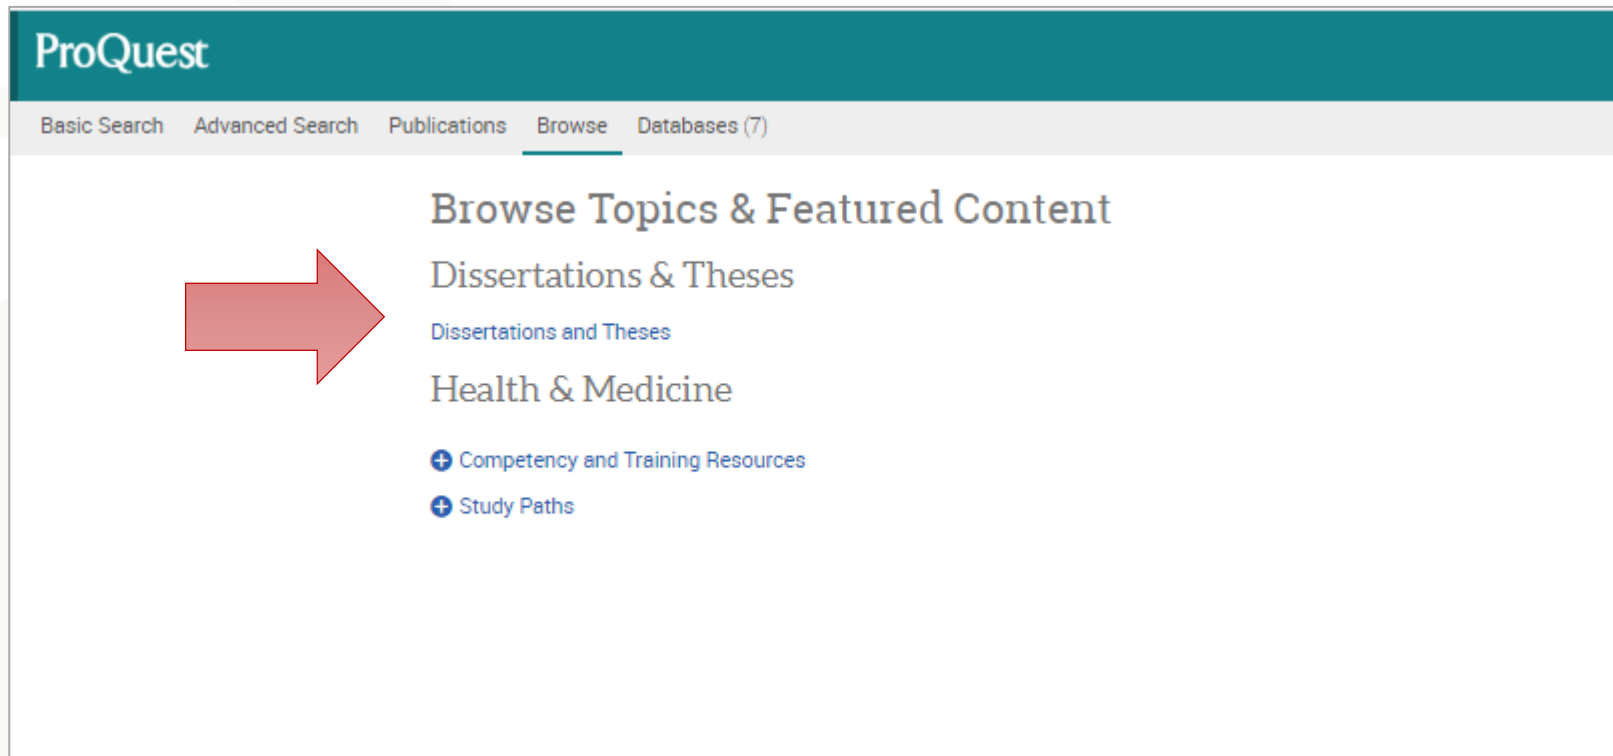 ProQuest
Basic Search Advanced Search Publications Browse Databases (7)
Browse Topics & Featured Content
Dissertations & Theses
Dissertations and Theses
Health & Medicine
Competency and Training Resources
Study Paths